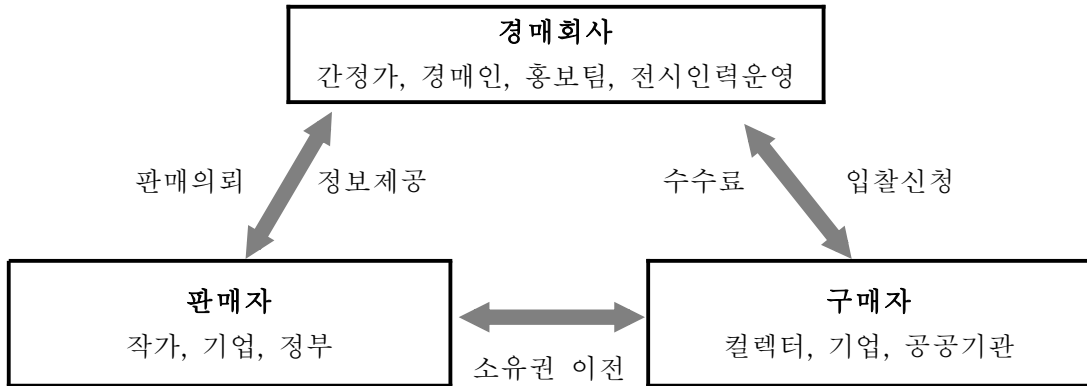 경매회사
간정가, 경매인, 홍보팀, 전시인력운영
판매의뢰
정보제공
수수료
입찰신청
판매자
작가, 기업, 정부
구매자
컬렉터, 기업, 공공기관
소유권 이전